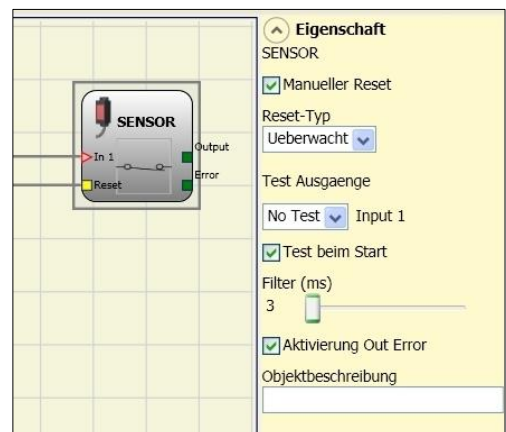 SENSOR
In 1
Reset
Output
Error
Eigenschaft
SENSOR
Manueller Reset
Reset-Typ
Ueberwacht
Test Ausgaenge
No Test Input 1
Test beim Start
Filter (ms)
3
Aktivierung Out Error
Objektbeschreibung